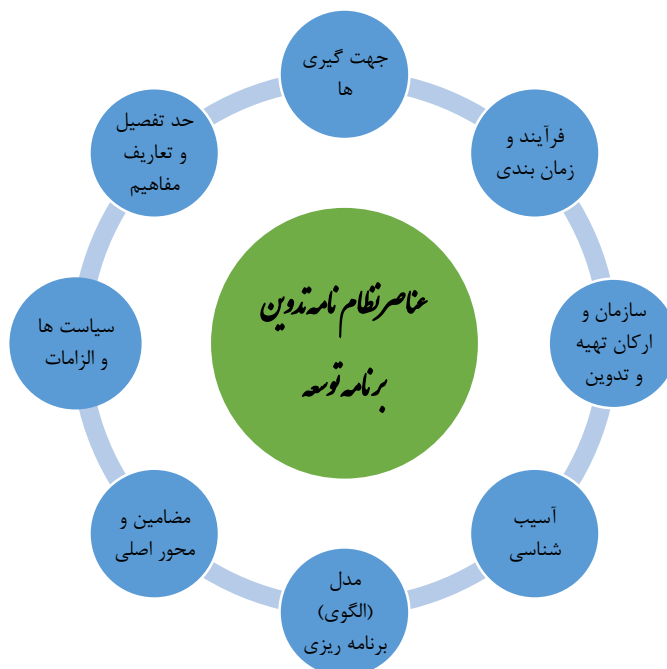 جهت گیری
ها
فرآیند و
زمان بندی
سازمان و
ارکان تهیه
و تدوین
آسیب
شناسی
مدل
(الگوی)
برنامه ریزی
مضامین و
محور اصلی
سیاست ها
و الزامات
حد تفصیل
و تعاریف
مفاهیم
عناصر نظام نامه تدوین
برنامه توسعه